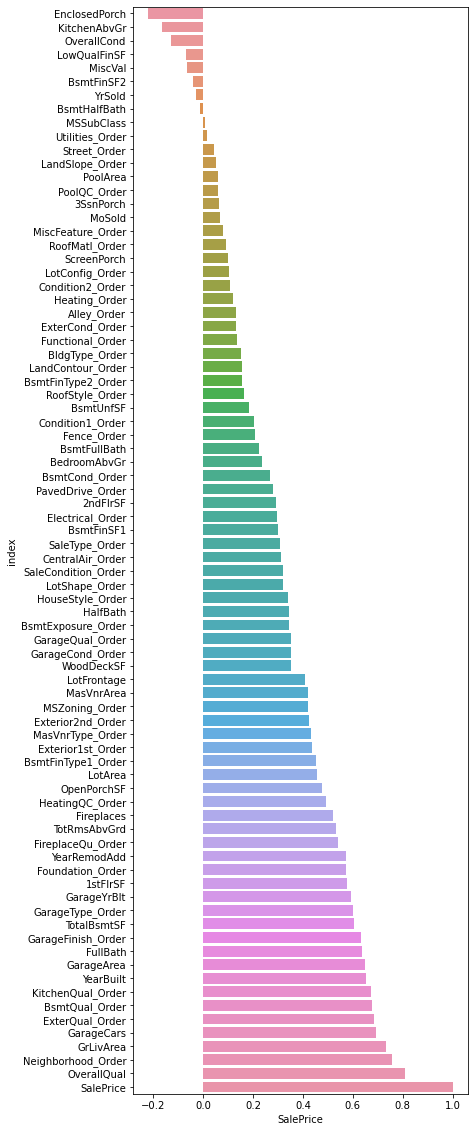 EnclosedPorch
KitchenAbvGr
OverallCond
LowQualFinSF
MiscVal
BsmtFinSF2
YrSold
BsmtHalfBath
MSSubClass
Utilities_Order
Street_Order
LandSlope_Order
PoolArea
PoolQC_Order
3SsnPorch
MoSold
MiscFeature_Order
RoofMatl_Order
ScreenPorch
LotConfig_Order
Condition2_Order
Heating_Order
Alley_Order
ExterCond_Order
Functional_Order
BldgType_Order
LandContour_Order
BsmtFinType2_Order
RoofStyle_Order
BsmtUnfSF
Condition1_Order
Fence_Order
BsmtFullBath
BedroomAbvGr
BsmtCond_Order
PavedDrive_Order
2ndFlrSF
Electrical_Order
BsmtFinSF1
SaleType_Order
CentralAir_Order
SaleCondition_Order
LotShape_Order
HouseStyle_Order
HalfBath
BsmtExposure_Order
GarageQual_Order
GarageCond_Order
WoodDeckSF
LotFrontage
MasVnrArea
MSZoning_Order
Exterior2nd_Order
MasVnrType_Order
Exterior1st_Order
BsmtFinType1_Order
LotArea
OpenPorchSF
HeatingQC_Order
Fireplaces
TotRmsAbvGrd
FireplaceQu_Order
YearRemodAdd
Foundation_Order
1stFlrSF
GarageYrBlt
GarageType_Order
TotalBsmtSF
GarageFinish_Order
FullBath
GarageArea
YearBuilt
KitchenQual_Order
BsmtQual_Order
ExterQual_Order
GarageCars
GrLivArea
Neighborhood_Order
OverallQual
SalePrice
index
−0.2 0.0 0.2 0.4 0.6 0.8 1.0
SalePrice